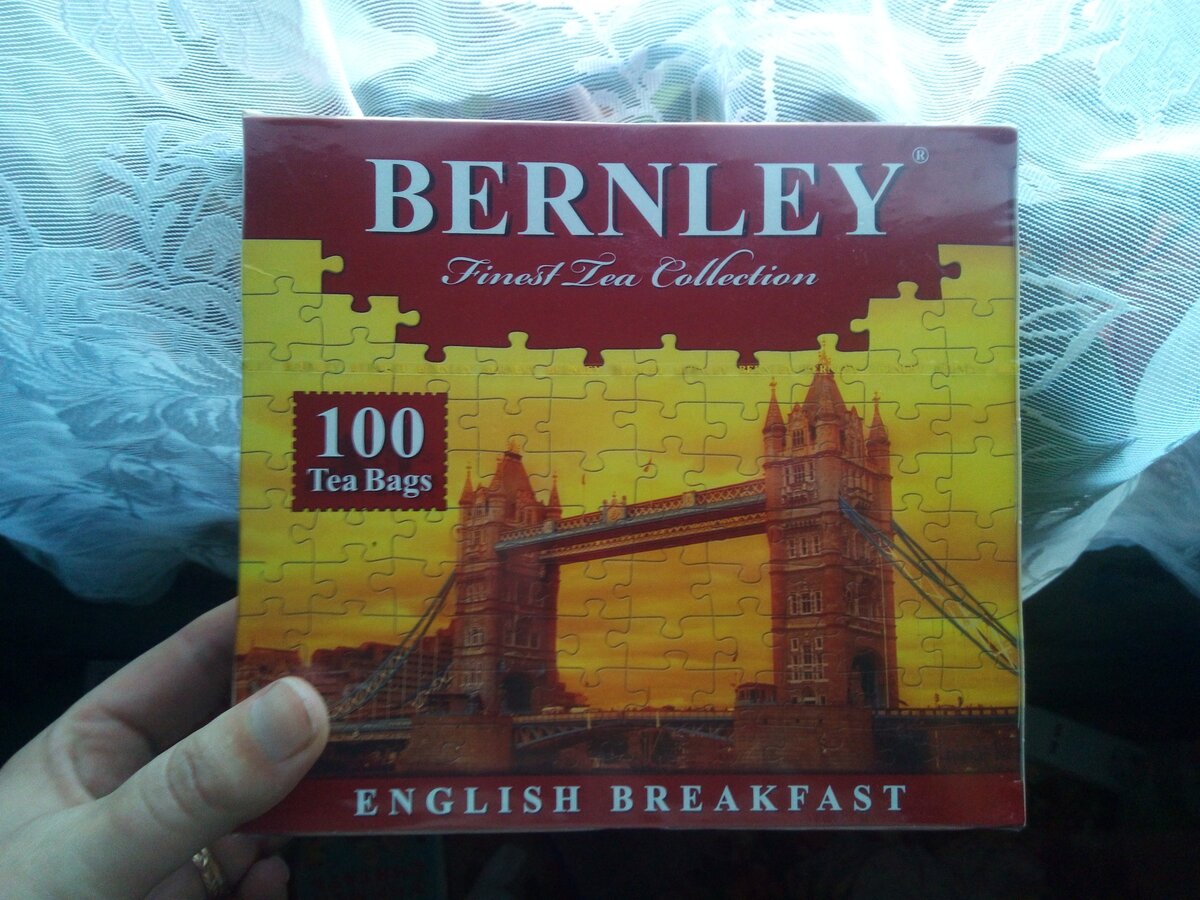 BERNLEY®
Finest Tea Collection
100
Tea Bags
ENGLISH BREAKFAST